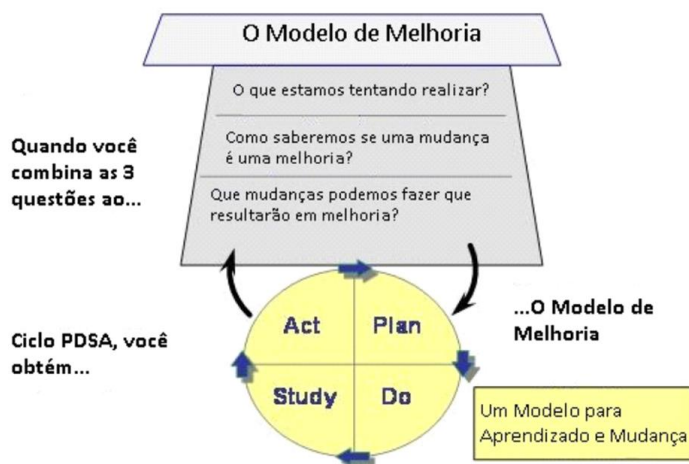 O Modelo de Melhoria
O que estamos tentando realizar?
Como saberemos se uma mudança
é uma melhoria?
Que mudanças podemos fazer que
resultarão em melhoria?
Quando você
combina as 3
questões ao...
Act
Plan
Study
Do
Ciclo PDSA, você
obtém...
...O Modelo de
Melhoria
Um Modelo para
Aprendizado e Mudança